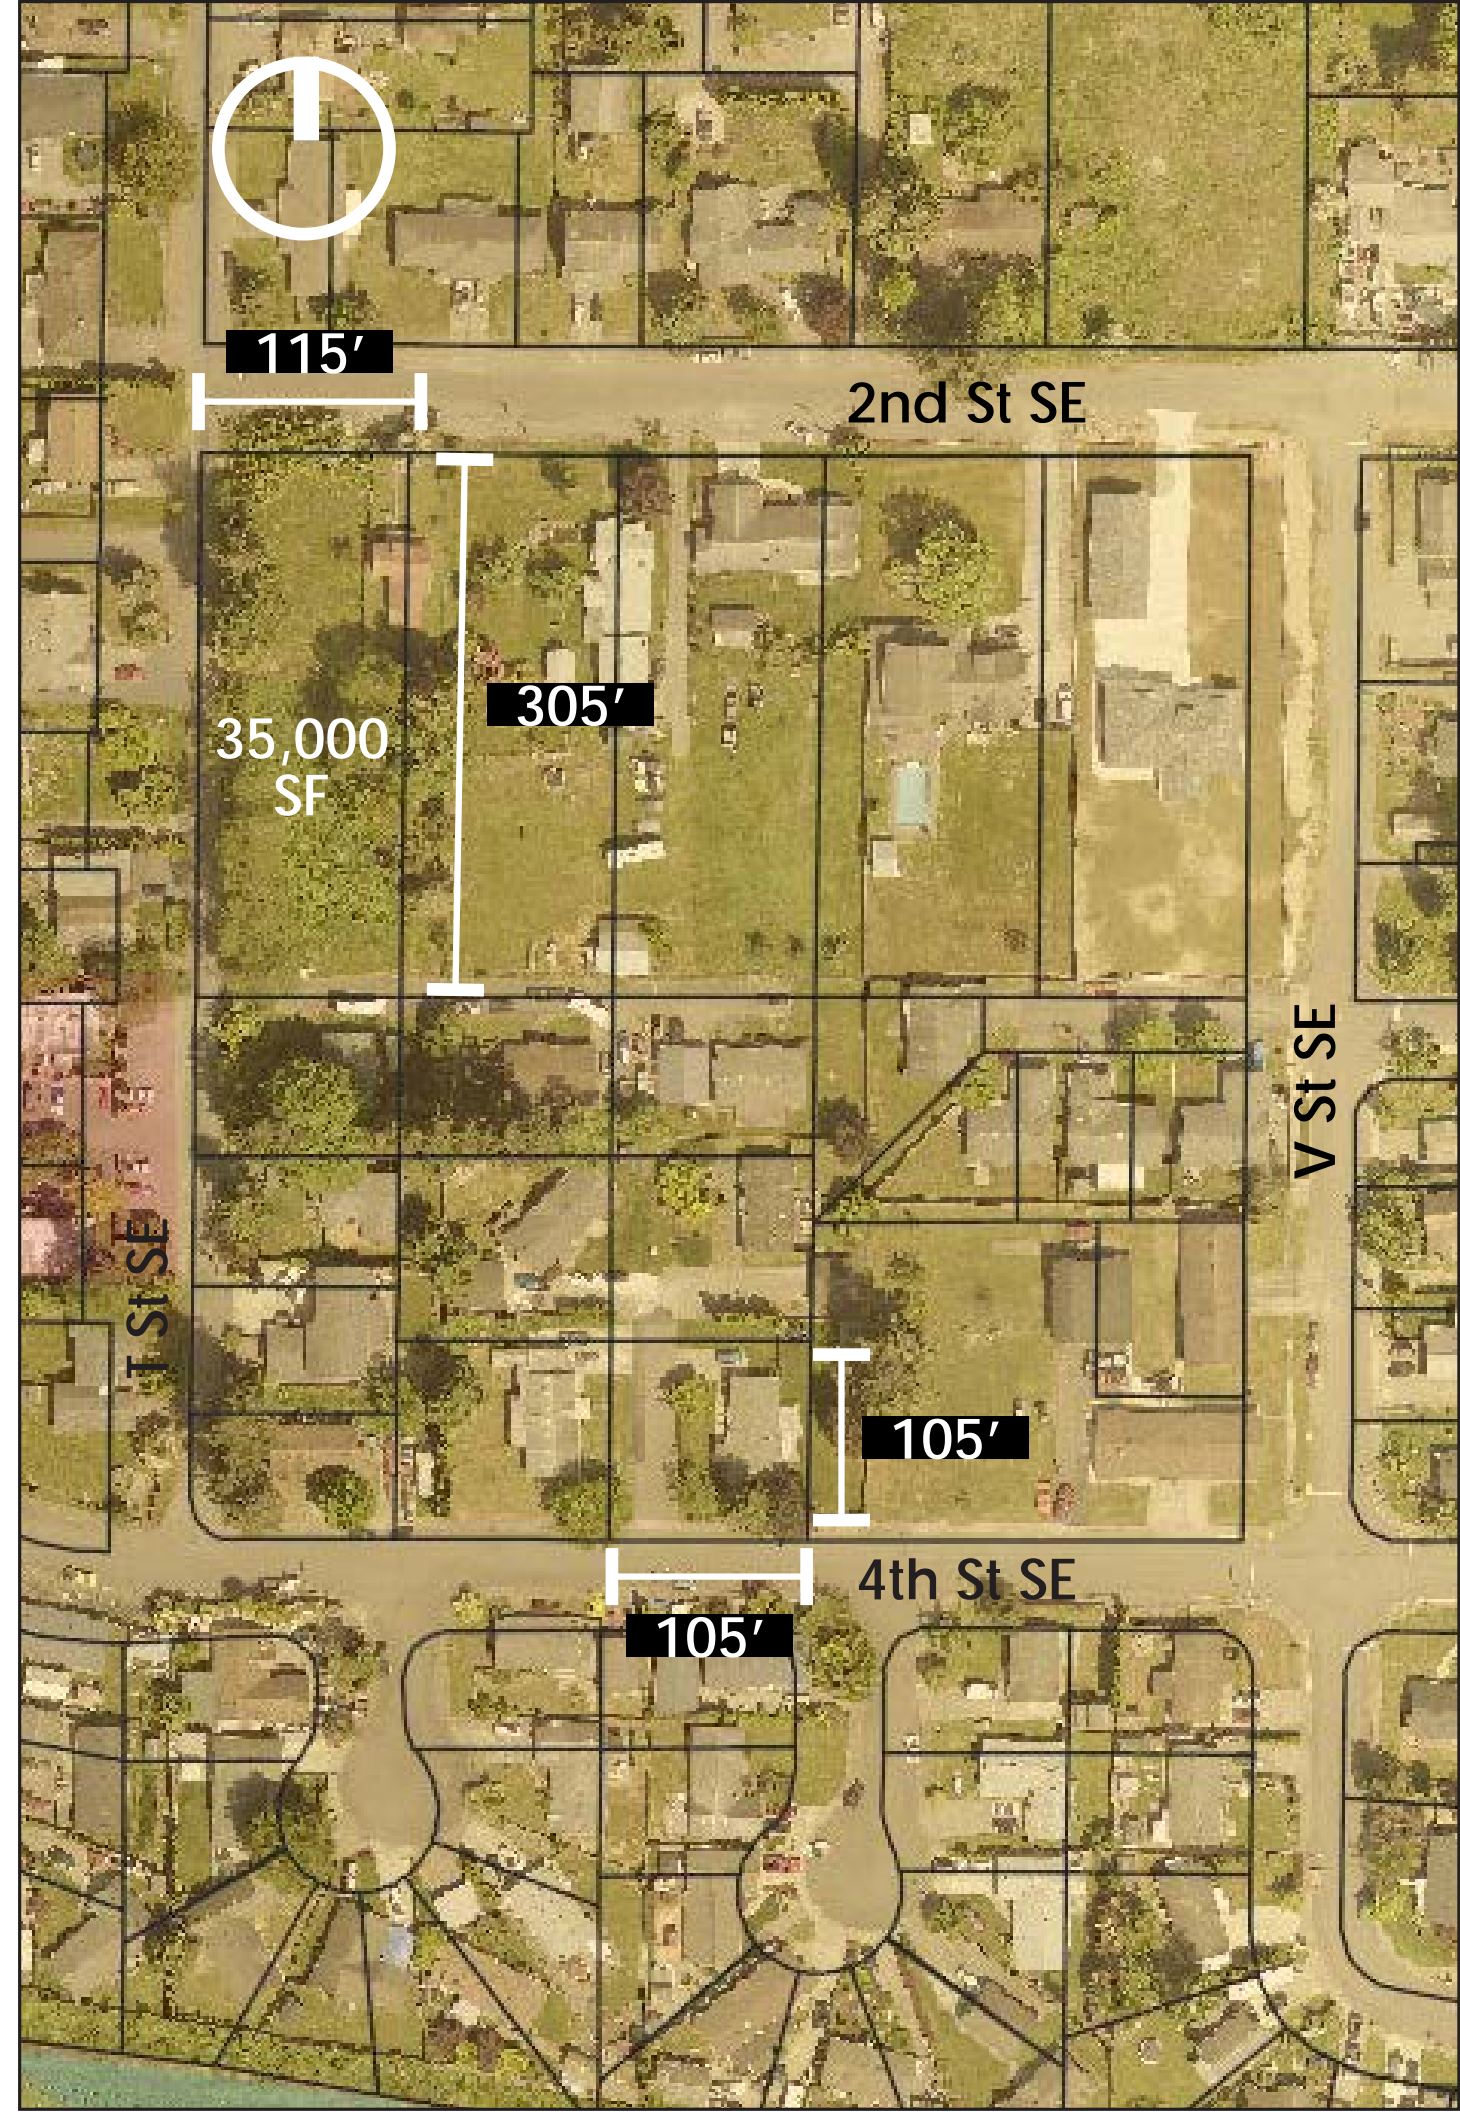 115’
2nd St SE
305’
35,000
SF
V St SE
T St SE
105’
4th St SE
105’